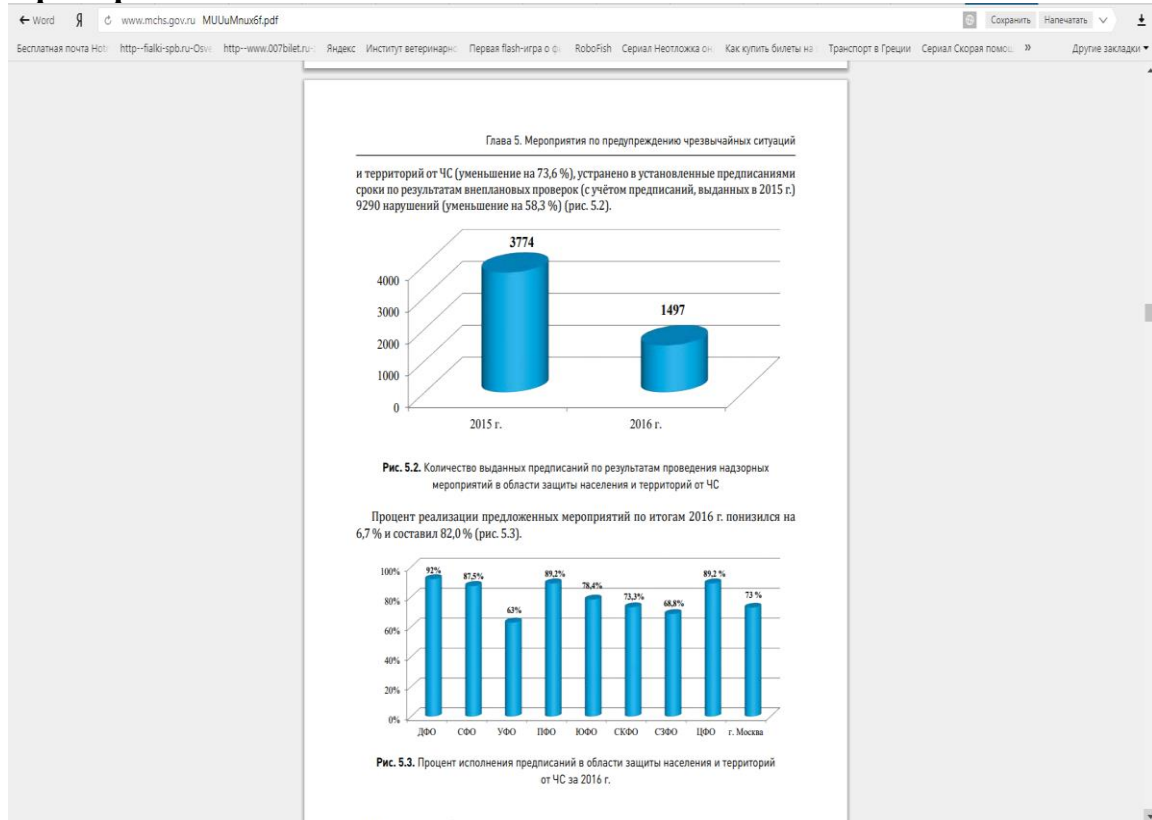 ← Word Я www.mchs.gov.ru MUUuMnux6f.pdf Сохранить Напечатать
Бесплатная почта Hot http--fialki-spb.ru-Osve http--www.007bilet.ru- Яндекс Институт ветеринарн Первая flash-игра о ф RoboFish Сериал Неотложка он Как купить билеты на Транспорт в Греции Сериал Скорая помощ » Другие закладки ▾
Глава 5. Мероприятия по предупреждению чрезвычайных ситуаций
и территорий от ЧС (уменьшение на 73,6 %), устранено в установленные предписаниями
сроки по результатам внеплановых проверок (с учётом предписаний, выданных в 2015 г.)
9290 нарушений (уменьшение на 58,3 %) (рис. 5.2).
3774
1497
4000
3000
2000
1000
0
2015 г. 2016 г.
Рис. 5.2. Количество выданных предписаний по результатам проведения надзорных
мероприятий в области защиты населения и территорий от ЧС
Процент реализации предложенных мероприятий по итогам 2016 г. понизился на
6,7 % и составил 82,0 % (рис. 5.3).
92% 87,5% 63% 89,2% 78,4% 73,3% 68,8% 89,2 % 73 %
100%
80%
60%
40%
20%
0%
ДФО СФО УФО ПФО ЮФО СКФО СЗФО ЦФО г. Москва
Рис. 5.3. Процент исполнения предписаний в области защиты населения и территорий
от ЧС за 2016 г.